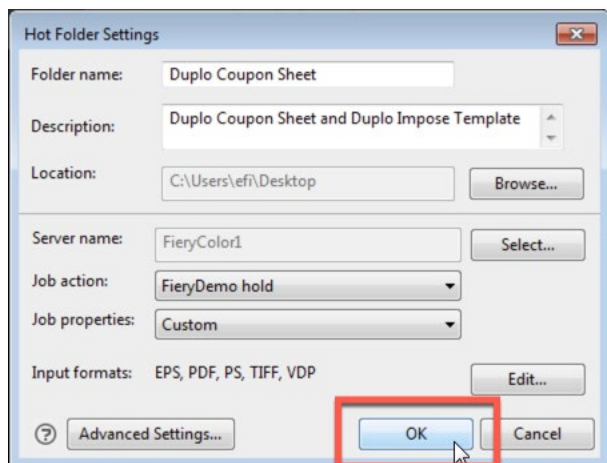 Hot Folder Settings
Folder name: Duplo Coupon Sheet
Description: Duplo Coupon Sheet and Duplo Impose Template
Location: C:\Users\efi\Desktop Browse...
Server name: FieryColor1 Select...
Job action: FieryDemo hold
Job properties: Custom
Input formats: EPS, PDF, PS, TIFF, VDP Edit...
? Advanced Settings... OK Cancel